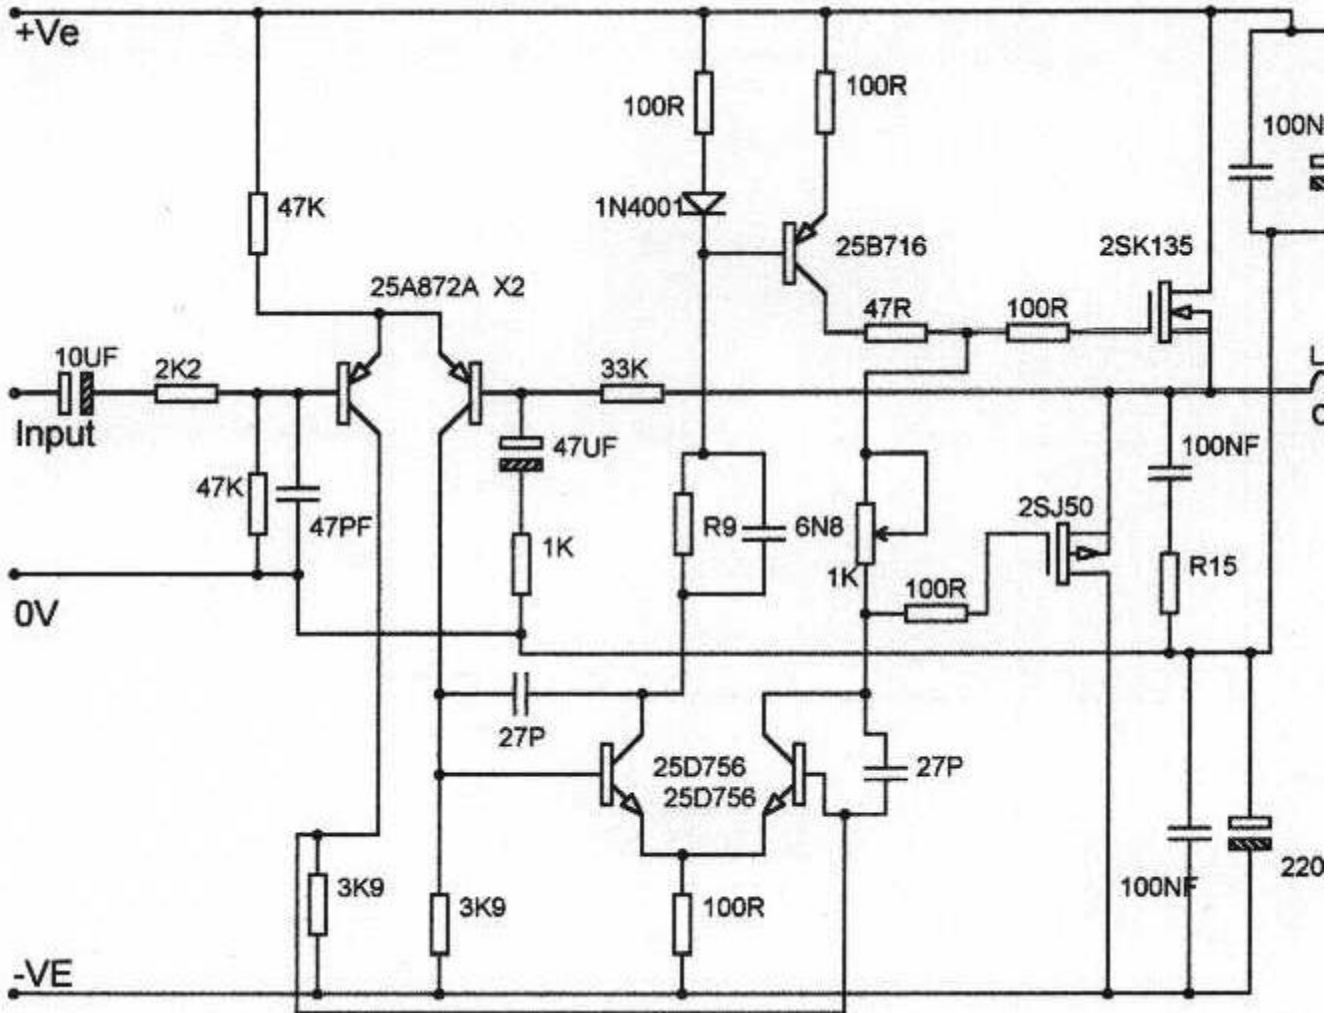 +Ve
100R
100R
100N
1N4001
47K
25B716
2SK135
25A872A X2
47R
100R
10UF
2K2
33K
L
Input
47UF
100NF
47K
47PF
R9
6N8
2SJ50
1K
1K
100R
R15
0V
27P
25D756
25D756
27P
3K9
3K9
100R
100NF
220
-VE